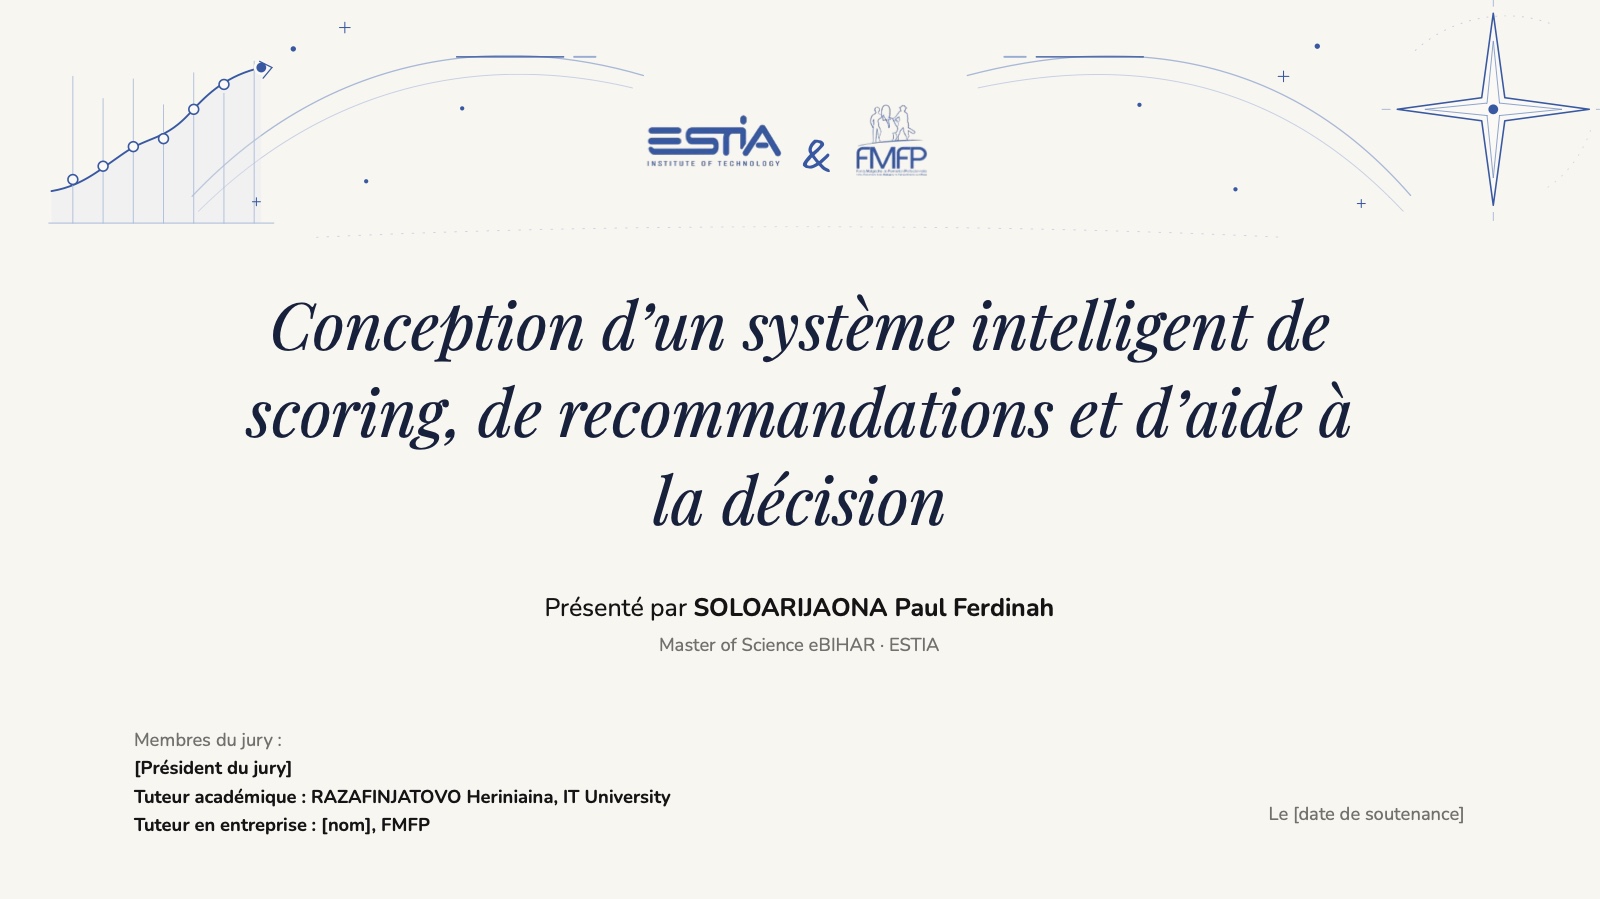 ESTIA
INSTITUTE OF TECHNOLOGY
&
FMFP
Conception d’un système intelligent de
scoring, de recommandations et d’aide à
la décision
Présenté par SOLOARIJAONA Paul Ferdinah
Master of Science eBIHAR · ESTIA
Membres du jury :
[Président du jury]
Tuteur académique : RAZAFINJATOVO Heriniaina, IT University
Tuteur en entreprise : [nom], FMFP
Le [date de soutenance]